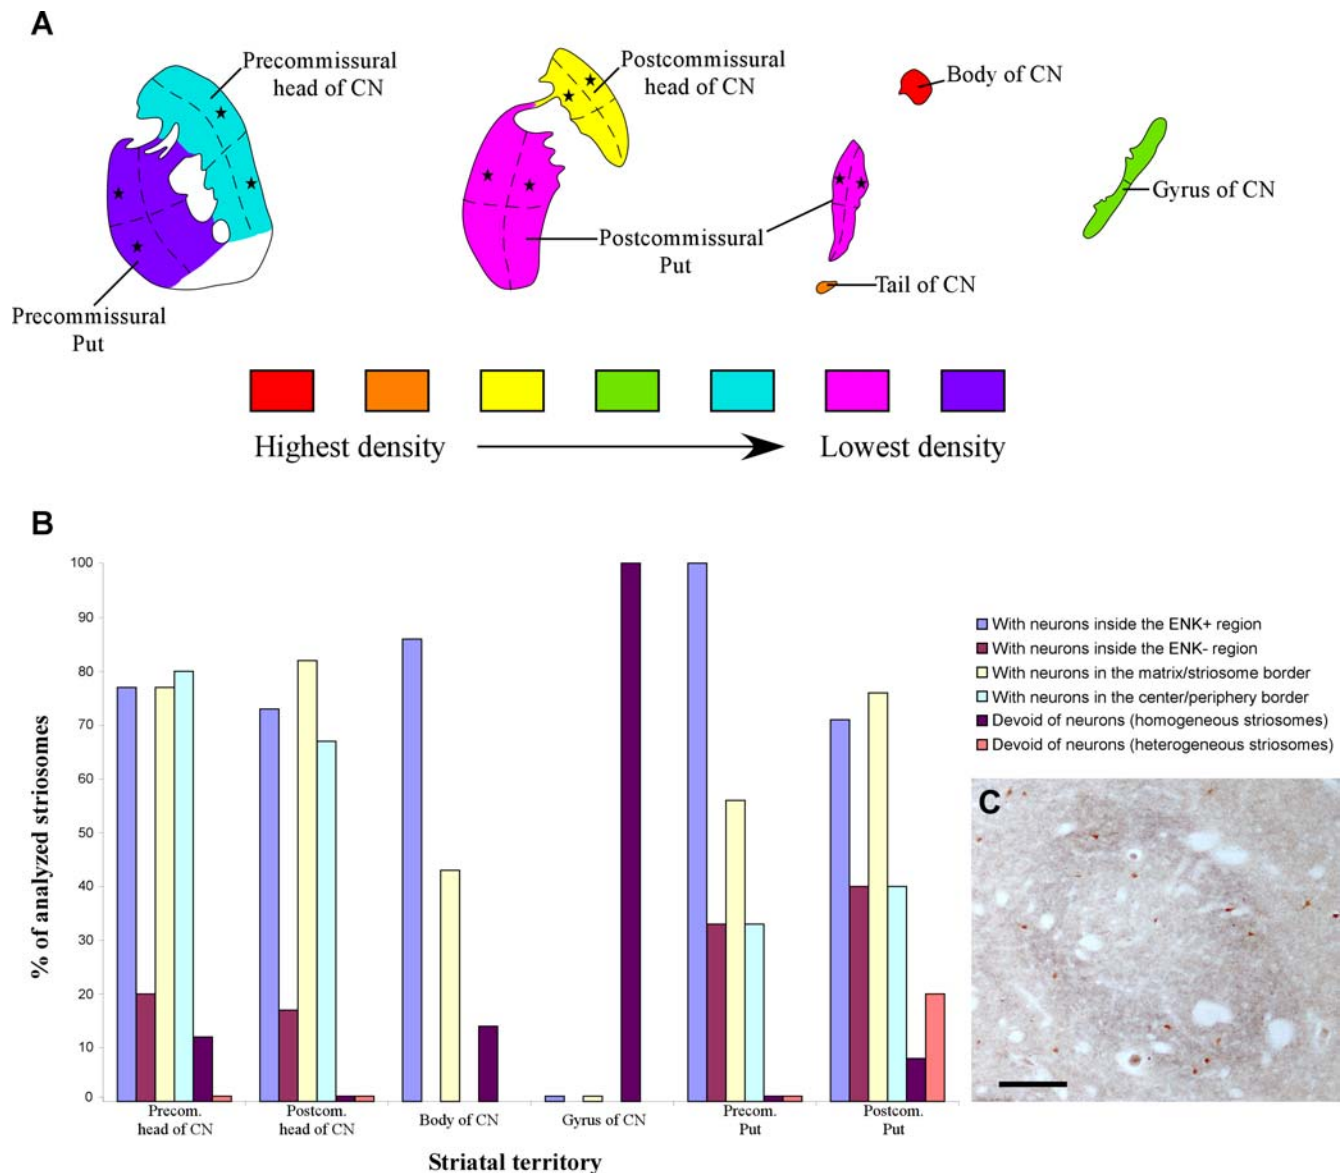 A
Precommissural
head of CN
Postcommissural
head of CN
Body of CN
Gyrus of CN
Postcommissural
Put
Tail of CN
Precommissural
Put
Highest density
Lowest density
B
100
90
80
70
60
50
40
30
20
10
0
% of analyzed striosomes
Precom.
head of CN
Postcom.
head of CN
Body of CN
Gyrus of CN
Precom.
Put
Postcom.
Put
Striatal territory
With neurons inside the ENK+ region
With neurons inside the ENK- region
With neurons in the matrix/striosome border
With neurons in the center/periphery border
Devoid of neurons (homogeneous striosomes)
Devoid of neurons (heterogeneous striosomes)
C